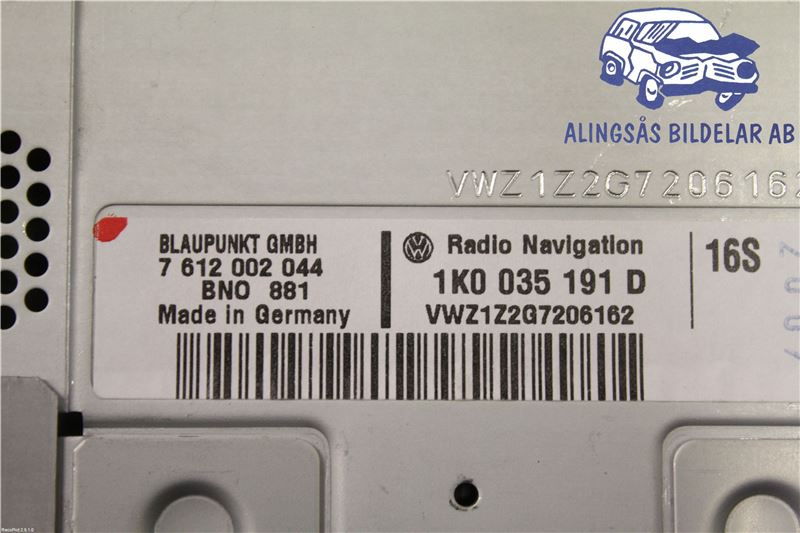 ALINGSÅS BILDELAR AB
VWZ1Z2G7206162
BLAUPUNKT GMBH
7 612 002 044
BNO 881
Made in Germany
Radio Navigation
1K0 035 191 D
VWZ1Z2G7206162
16S